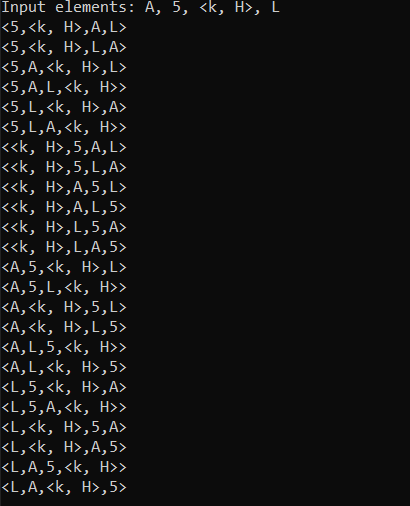 Input elements: A, 5, <k, H>, L
<5,<k, H>,A,L>
<5,<k, H>,L,A>
<5,A,<k, H>,L>
<5,A,L,<k, H>>
<5,L,<k, H>,A>
<5,L,A,<k, H>>
<<k, H>,5,A,L>
<<k, H>,5,L,A>
<<k, H>,A,5,L>
<<k, H>,A,L,5>
<<k, H>,L,5,A>
<<k, H>,L,A,5>
<A,5,<k, H>,L>
<A,5,L,<k, H>>
<A,<k, H>,5,L>
<A,<k, H>,L,5>
<A,L,5,<k, H>>
<A,L,<k, H>,5>
<L,5,<k, H>,A>
<L,5,A,<k, H>>
<L,<k, H>,5,A>
<L,<k, H>,A,5>
<L,A,5,<k, H>>
<L,A,<k, H>,5>